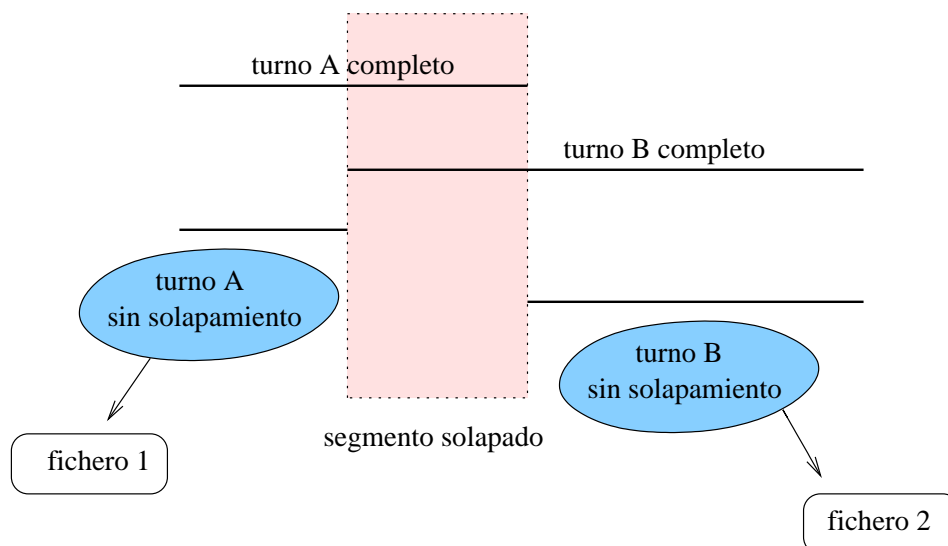 turno A completo
turno B completo
turno A
sin solapamiento
turno B
sin solapamiento
segmento solapado
fichero 1
fichero 2